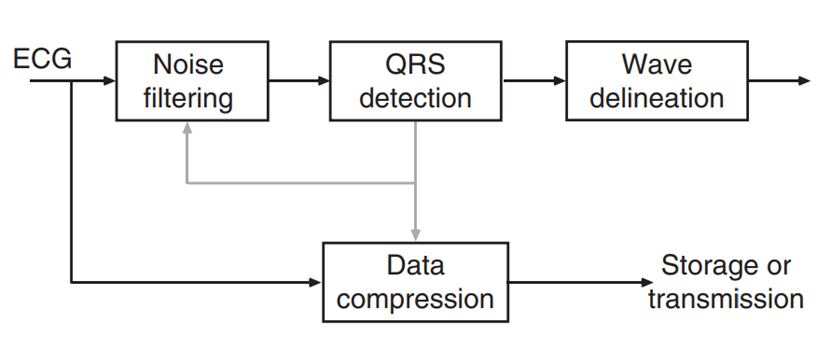 ECG
Noise
filtering
QRS
detection
Wave
delineation
Data
compression
Storage or
transmission